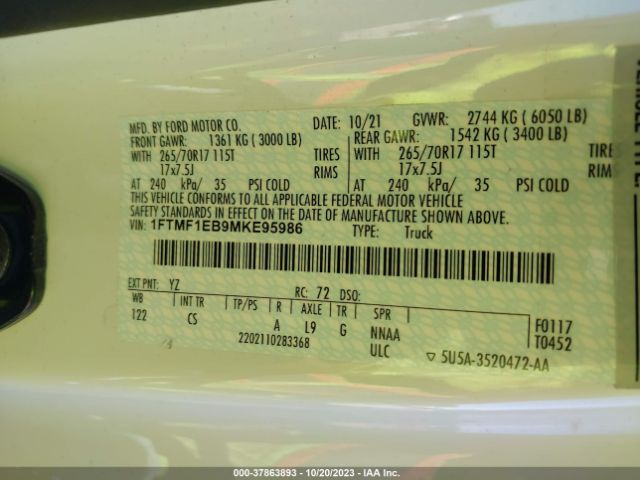 MFD. BY FORD MOTOR CO. DATE: 10/21 GVWR: 2744 KG ( 6050 LB)
FRONT GAWR: 1361 KG ( 3000 LB) REAR GAWR: 1542 KG ( 3400 LB)
WITH 265/70R17 115T TIRES WITH 265/70R17 115T TIRE
17x7.5J RIMS 17x7.5J RIM
AT 240 kPa/ 35 PSI COLD AT 240 kPa/ 35 PSI COLD
THIS VEHICLE CONFORMS TO ALL APPLICABLE FEDERAL MOTOR VEHICLE
SAFETY STANDARDS IN EFFECT ON THE DATE OF MANUFACTURE SHOWN ABOVE.
VIN: 1FTMF1EB9MKE95986 TYPE: Truck
EXT PNT: YZ RC: 72 DSO:
WB INT TR TP/PS R AXLE TR SPR
122 CS A L9 G NNAA F0117
2202110283368 ULC T0452
5U5A-3520472-AA
000-37863893 - 10/20/2023 - IAA Inc.